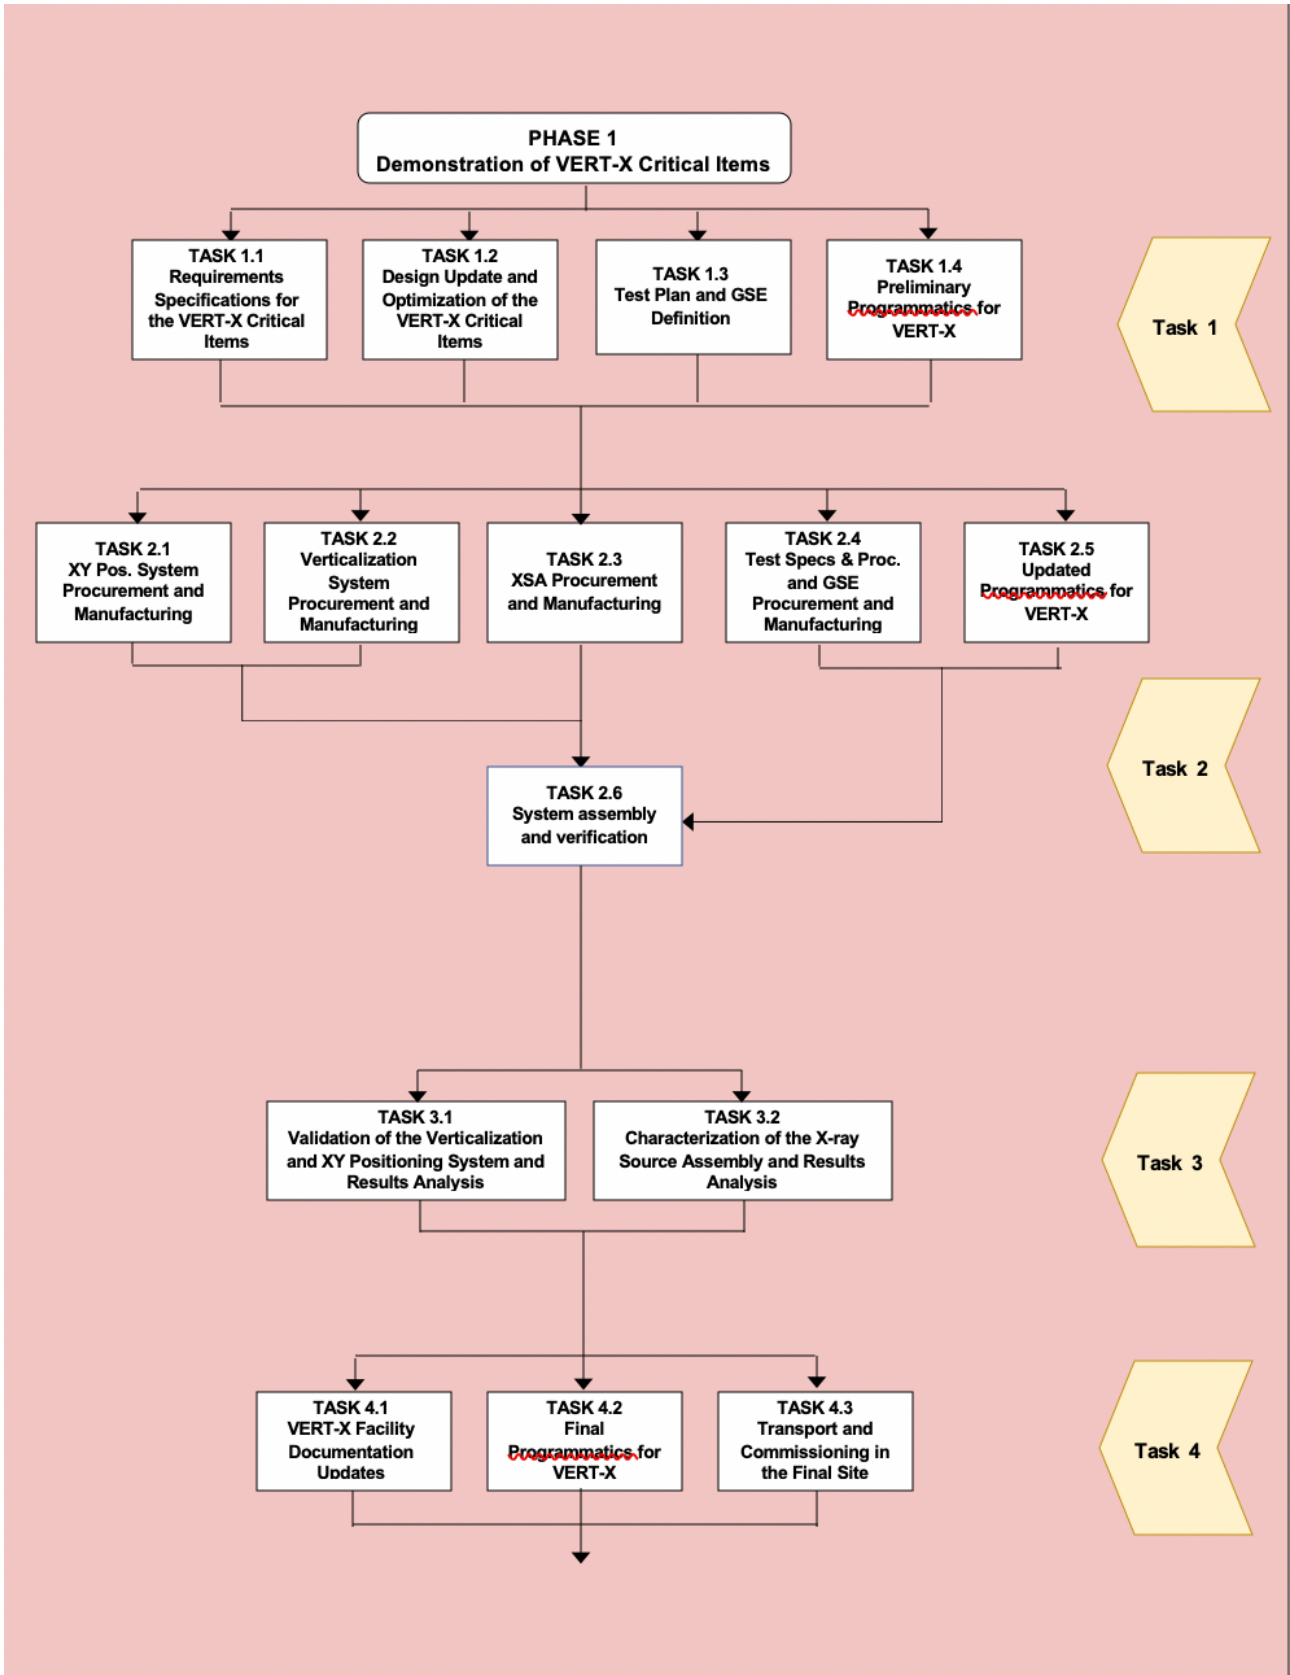 PHASE 1
Demonstration of VERT-X Critical Items
TASK 1.1
Requirements
Specifications for
the VERT-X Critical
Items
TASK 1.2
Design Update and
Optimization of the
VERT-X Critical
Items
TASK 1.3
Test Plan and GSE
Definition
TASK 1.4
Preliminary
Programmatics for
VERT-X
Task 1
TASK 2.1
XY Pos. System
Procurement and
Manufacturing
TASK 2.2
Verticalization
System
Procurement and
Manufacturing
TASK 2.3
XSA Procurement
and Manufacturing
TASK 2.4
Test Specs & Proc.
and GSE
Procurement and
Manufacturing
TASK 2.5
Updated
Programmatics for
VERT-X
Task 2
TASK 2.6
System assembly
and verification
TASK 3.1
Validation of the Verticalization
and XY Positioning System and
Results Analysis
TASK 3.2
Characterization of the X-ray
Source Assembly and Results
Analysis
Task 3
TASK 4.1
VERT-X Facility
Documentation
Updates
TASK 4.2
Final
Programmatics for
VERT-X
TASK 4.3
Transport and
Commissioning in
the Final Site
Task 4